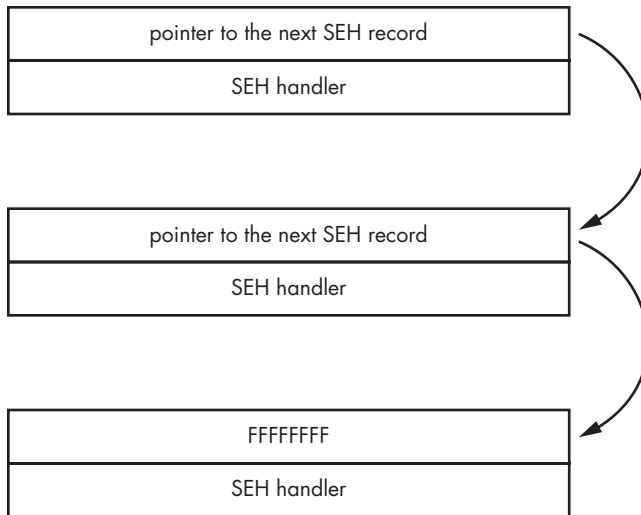 pointer to the next SEH record
SEH handler
pointer to the next SEH record
SEH handler
FFFFFFFF
SEH handler